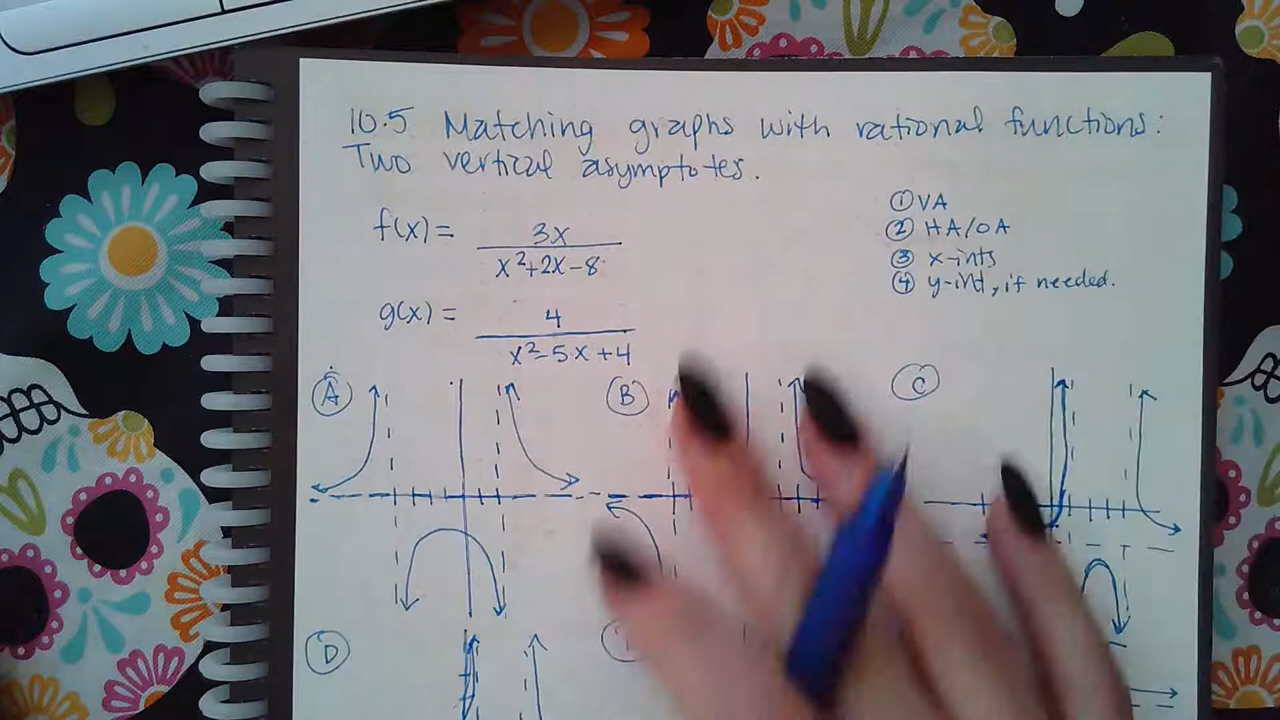 10.5 Matching graphs with rational functions:
Two vertical asymptotes.
① VA
② HA/OA
③ x-ints
④ y-int, if needed.
f(x) = 3x
x²+2x-8
g(x) = 4
x²-5x+4
Ⓐ
Ⓑ
Ⓒ
Ⓓ